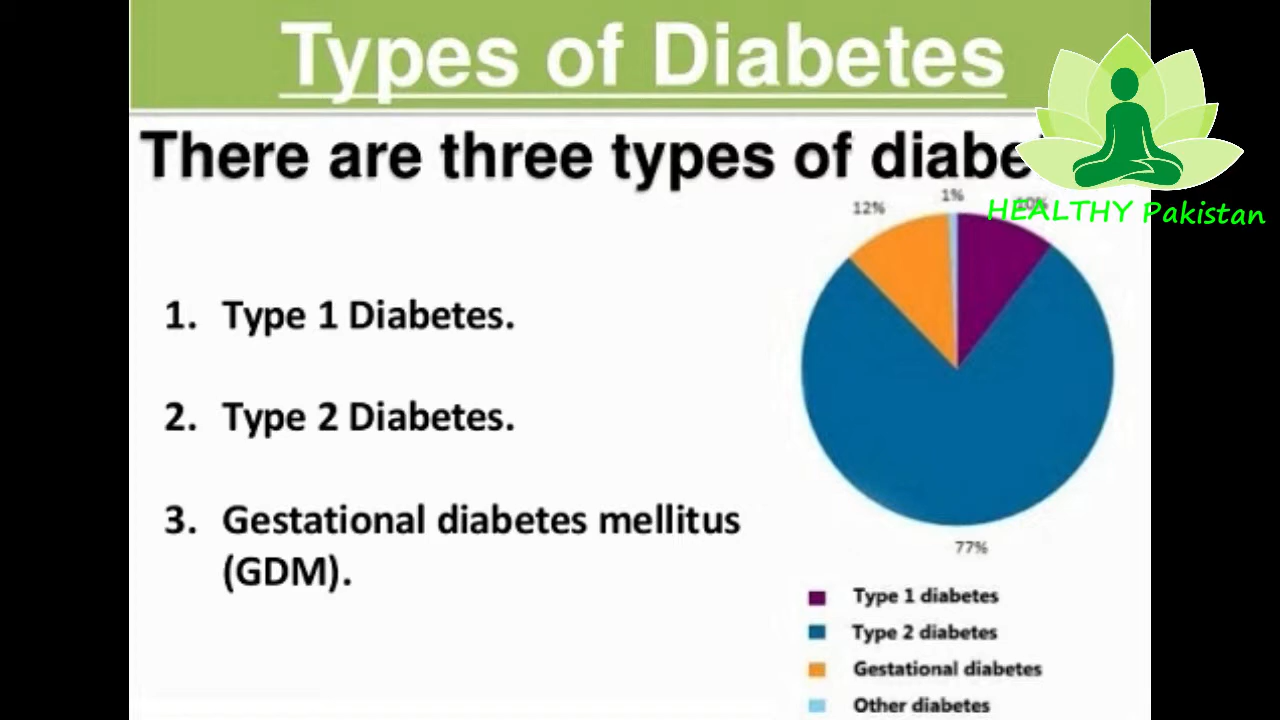 Types of Diabetes
There are three types of diabe
HEALTHY Pakistan
1. Type 1 Diabetes.
2. Type 2 Diabetes.
3. Gestational diabetes mellitus
(GDM).
12%
1%
77%
Type 1 diabetes
Type 2 diabetes
Gestational diabetes
Other diabetes